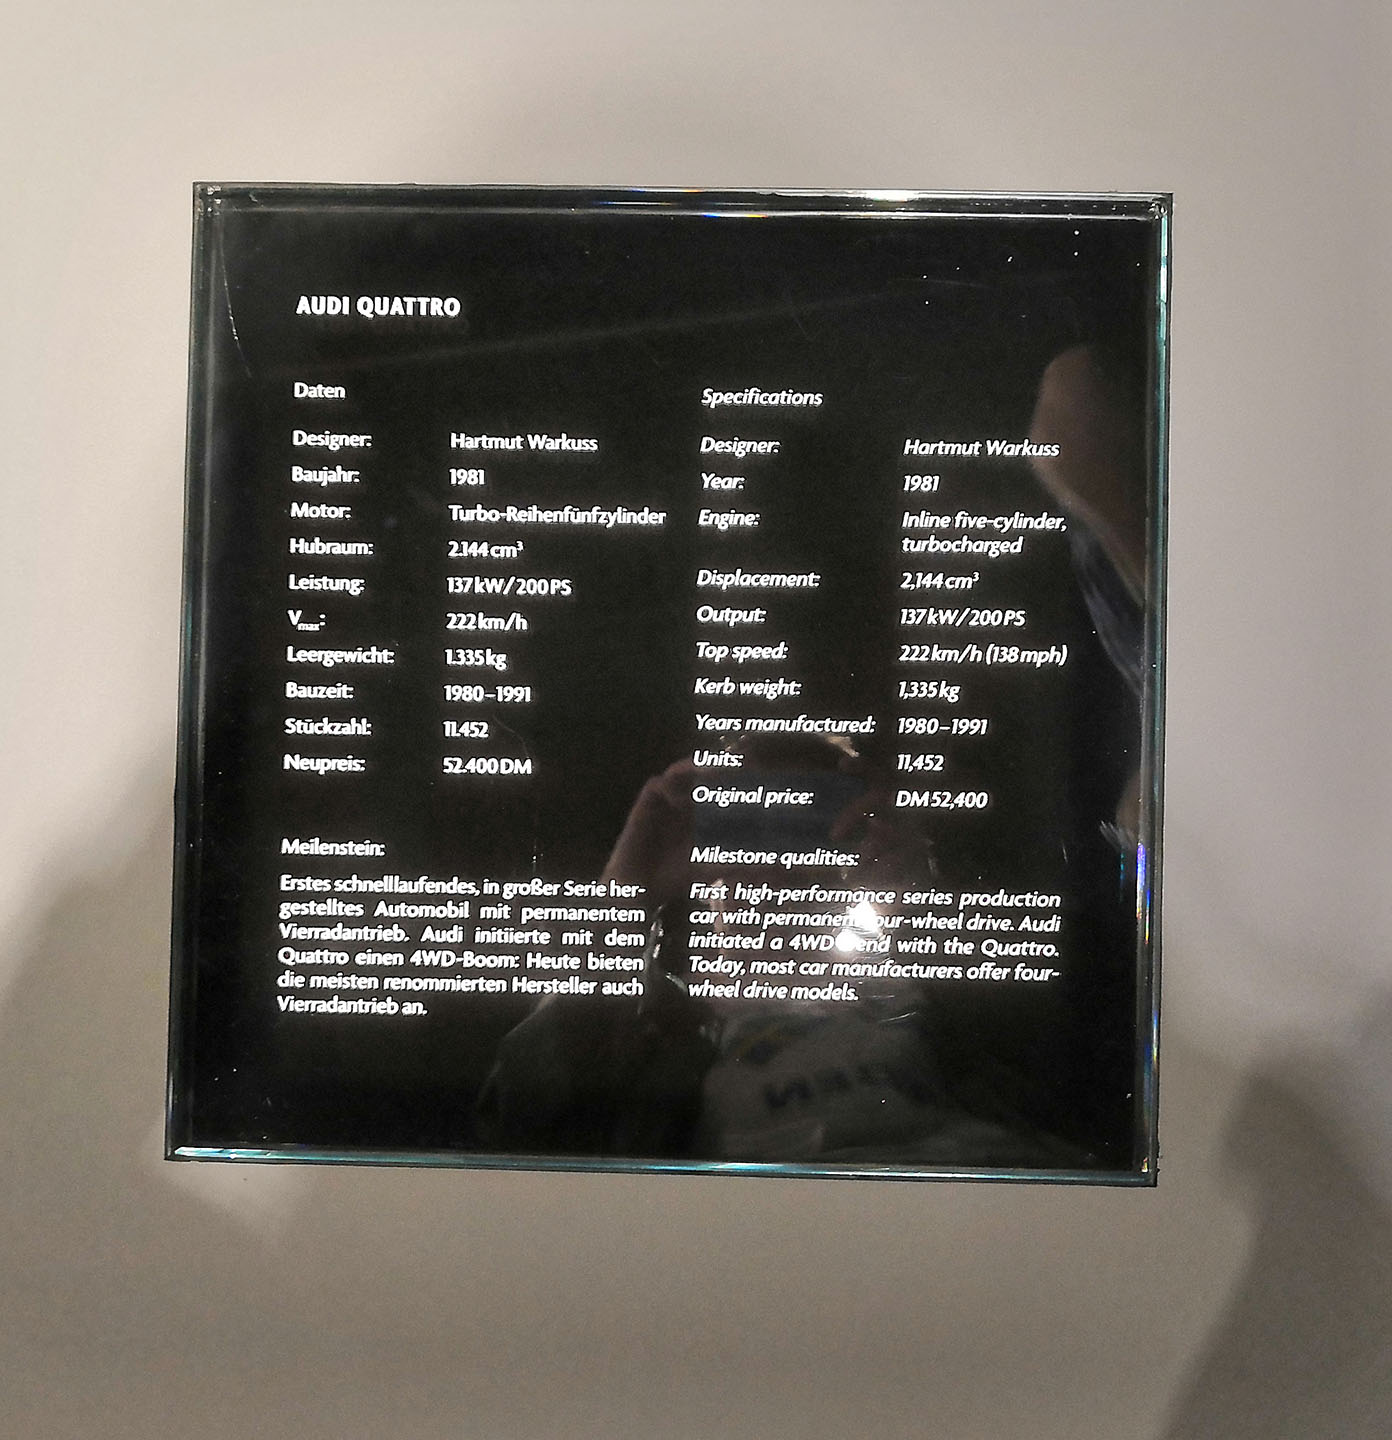 AUDI QUATTRO
Daten
Designer: Hartmut Warkuss
Baujahr: 1981
Motor: Turbo-Reihenfünfzylinder
Hubraum: 2.144 cm³
Leistung: 137 kW/200 PS
Vmax: 222 km/h
Leergewicht: 1.335 kg
Bauzeit: 1980–1991
Stückzahl: 11.452
Neupreis: 52.400 DM
Meilenstein:
Erstes schnelllaufendes, in großer Serie her-
gestelltes Automobil mit permanentem
Vierradantrieb. Audi initiierte mit dem
Quattro einen 4WD-Boom: Heute bieten
die meisten renommierten Hersteller auch
Vierradantrieb an.
Specifications
Designer: Hartmut Warkuss
Year: 1981
Engine: Inline five-cylinder,
turbocharged
Displacement: 2,144 cm³
Output: 137 kW/200 PS
Top speed: 222 km/h (138 mph)
Kerb weight: 1,335 kg
Years manufactured: 1980–1991
Units: 11,452
Original price: DM 52,400
Milestone qualities:
First high-performance series production
car with permanent four-wheel drive. Audi
initiated a 4WD trend with the Quattro.
Today, most car manufacturers offer four-
wheel drive models.